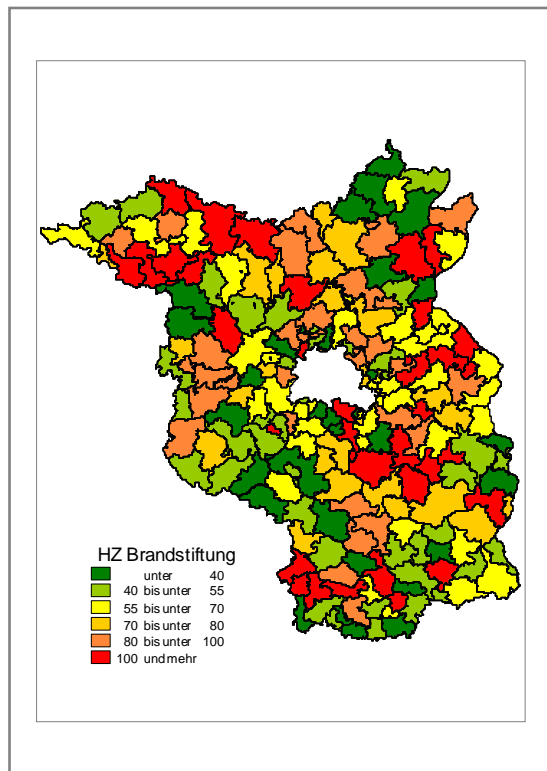 HZ Brandstiftung
unter 40
40 bis unter 55
55 bis unter 70
70 bis unter 80
80 bis unter 100
100 und mehr